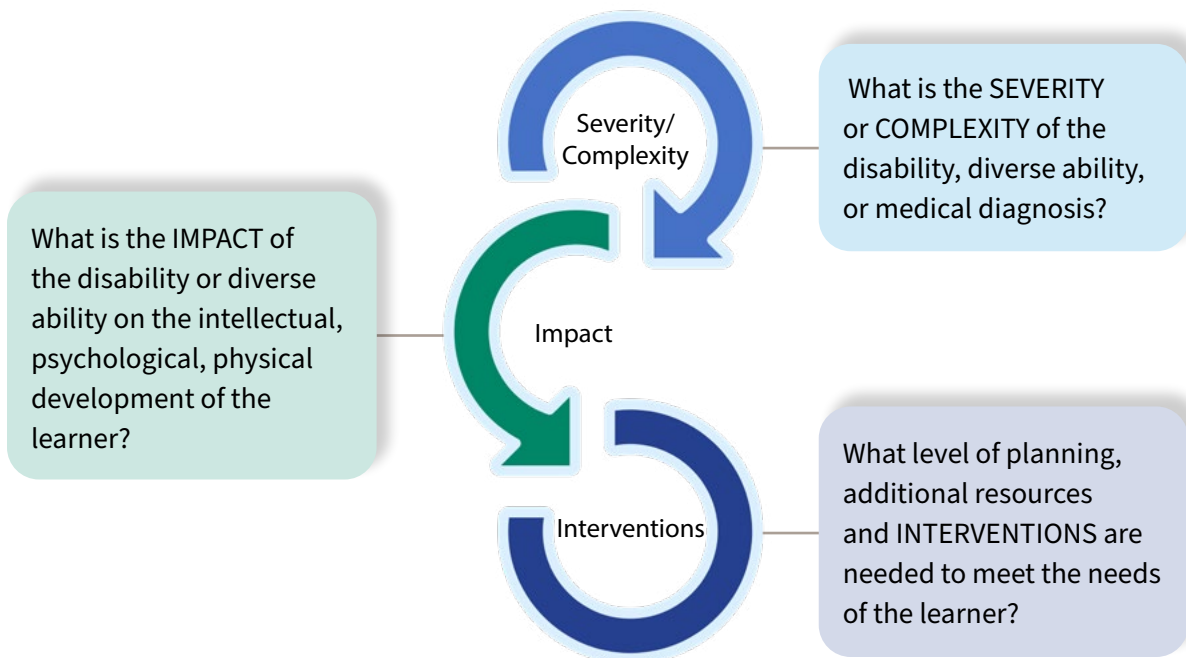 Severity/
Complexity
What is the SEVERITY
or COMPLEXITY of the
disability, diverse ability,
or medical diagnosis?
What is the IMPACT of
the disability or diverse
ability on the intellectual,
psychological, physical
development of the
learner?
Impact
Interventions
What level of planning,
additional resources
and INTERVENTIONS are
needed to meet the needs
of the learner?